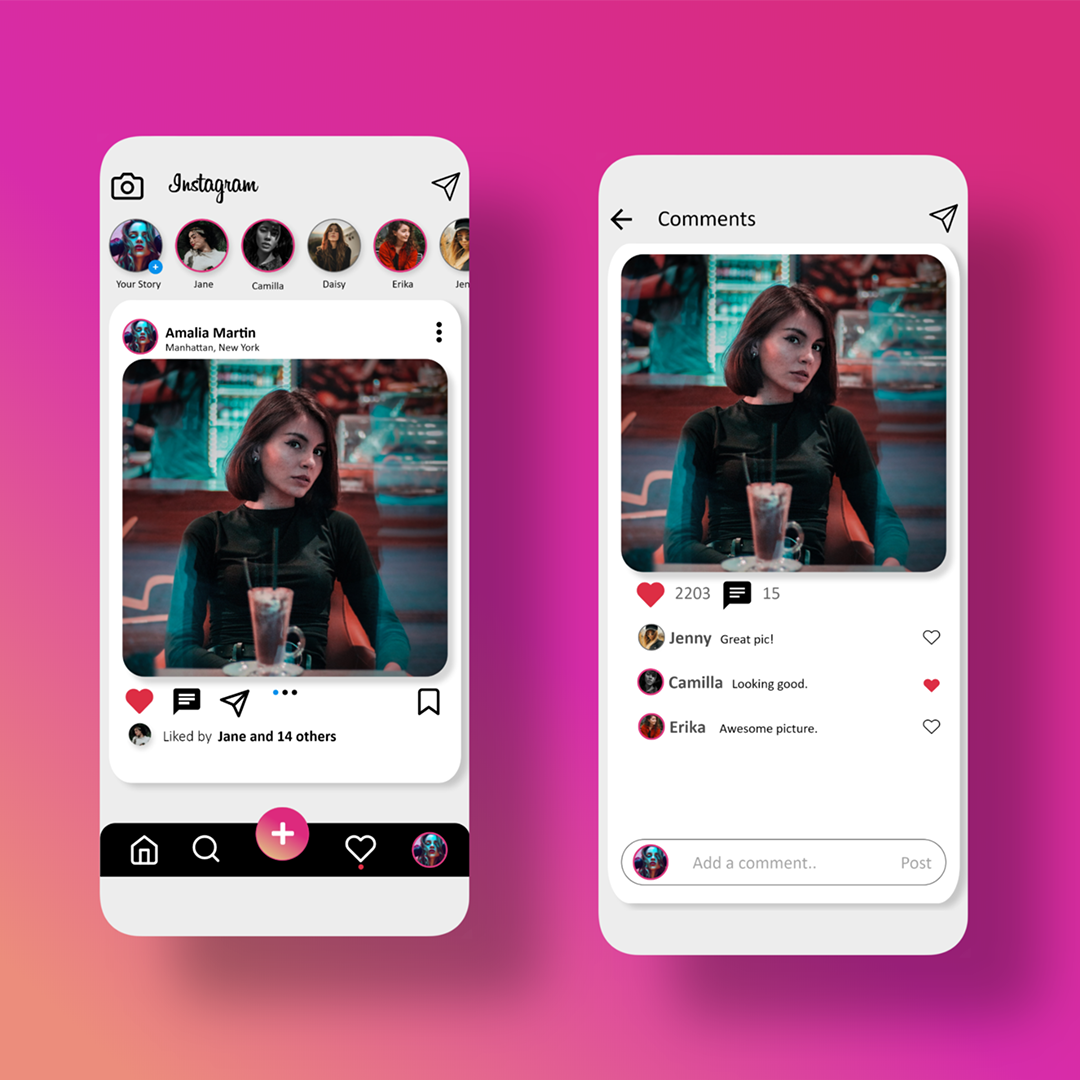 Instagram
Your Story
Jane
Camilla
Daisy
Erika
Jen
Amalia Martin
Manhattan, New York
Liked by Jane and 14 others
Comments
2203 15
Jenny Great pic!
Camilla Looking good.
Erika Awesome picture.
Add a comment.. Post